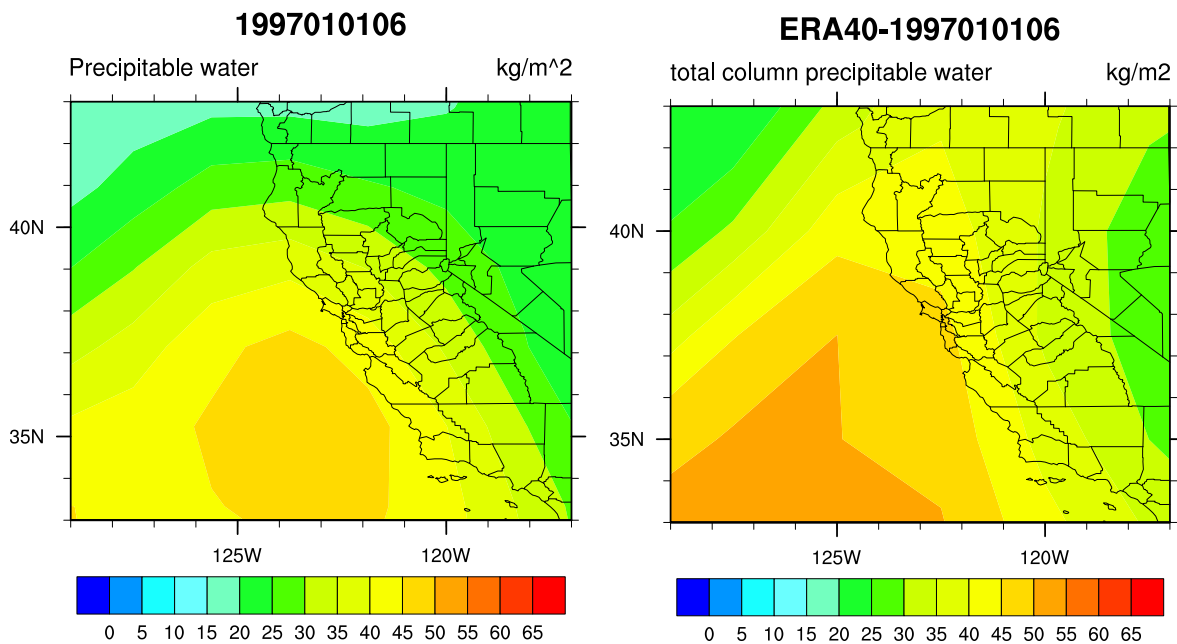 1997010106
Precipitable water kg/m^2
40N
35N
125W 120W
0 5 10 15 20 25 30 35 40 45 50 55 60 65
ERA40-1997010106
total column precipitable water kg/m2
40N
35N
125W 120W
0 5 10 15 20 25 30 35 40 45 50 55 60 65